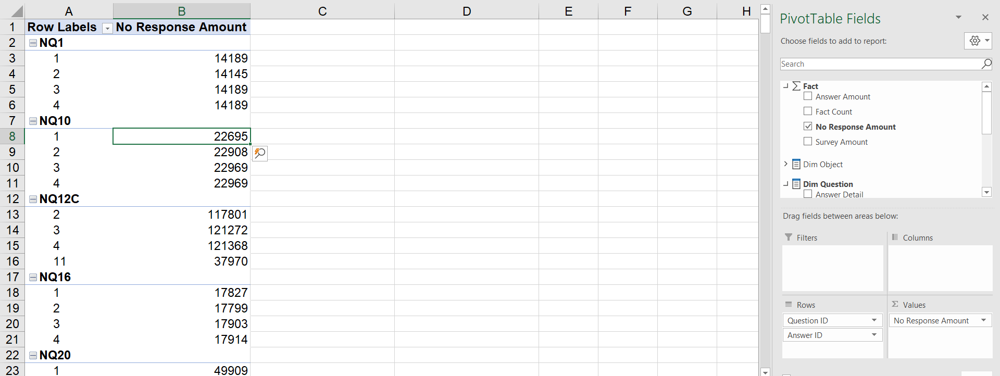 A B C D E F G H
1 Row Labels No Response Amount
2 NQ1
3 1 14189
4 2 14145
5 3 14189
6 4 14189
7 NQ10
8 1 22695
9 2 22908
10 3 22969
11 4 22969
12 NQ12C
13 2 117801
14 3 121272
15 4 121368
16 11 37970
17 NQ16
18 1 17827
19 2 17799
20 3 17903
21 4 17914
22 NQ20
23 1 49909
PivotTable Fields
Choose fields to add to report:
Search
Fact
Answer Amount
Fact Count
No Response Amount
Survey Amount
Dim Object
Dim Question
Answer Detail
Drag fields between areas below:
Filters
Columns
Rows
Question ID
Answer ID
Values
No Response Amount